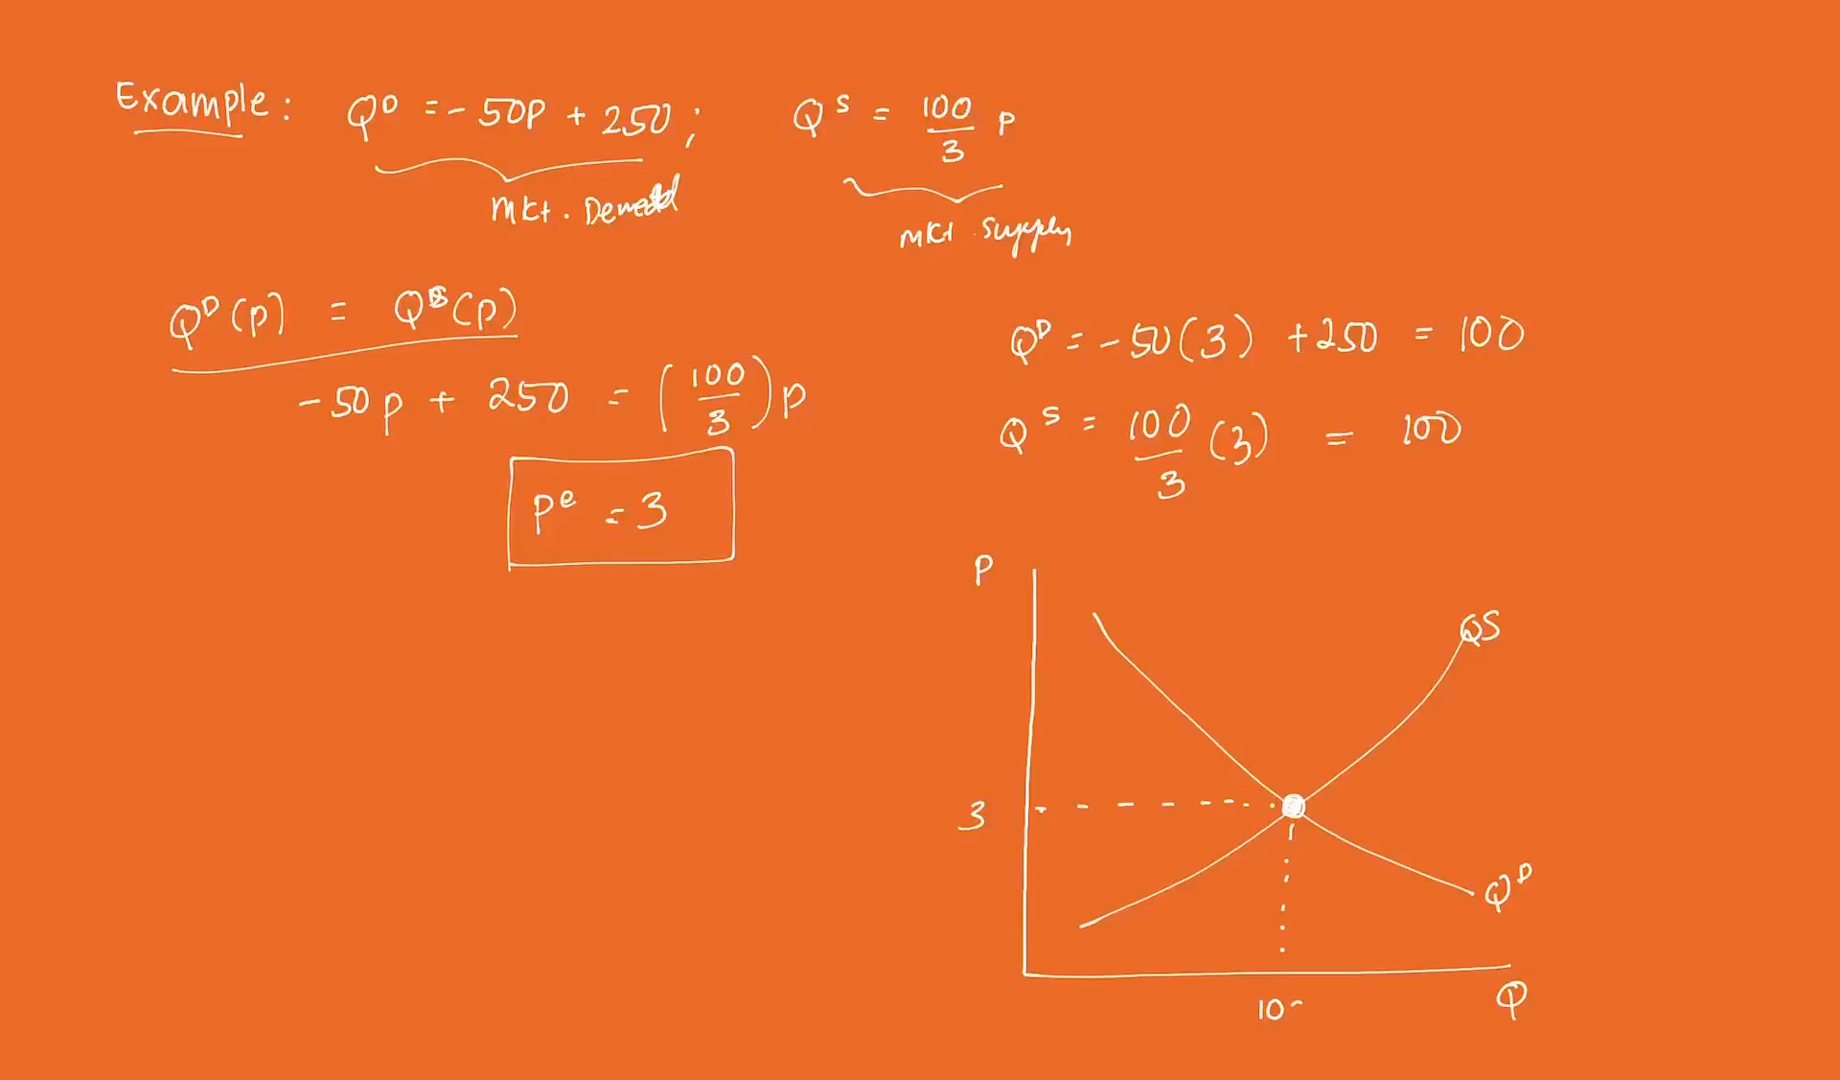 Example: Q^D = - 50P + 250 ; Q^S = 100/3 P
Mkt. Demand
Mkt. Supply
Q^D (P) = Q^S (P)
-50p + 250 = (100/3) p
P^e = 3
Q^D = -50(3) +250 = 100
Q^S = 100/3 (3) = 100
P
QS
3
Q^D
Q